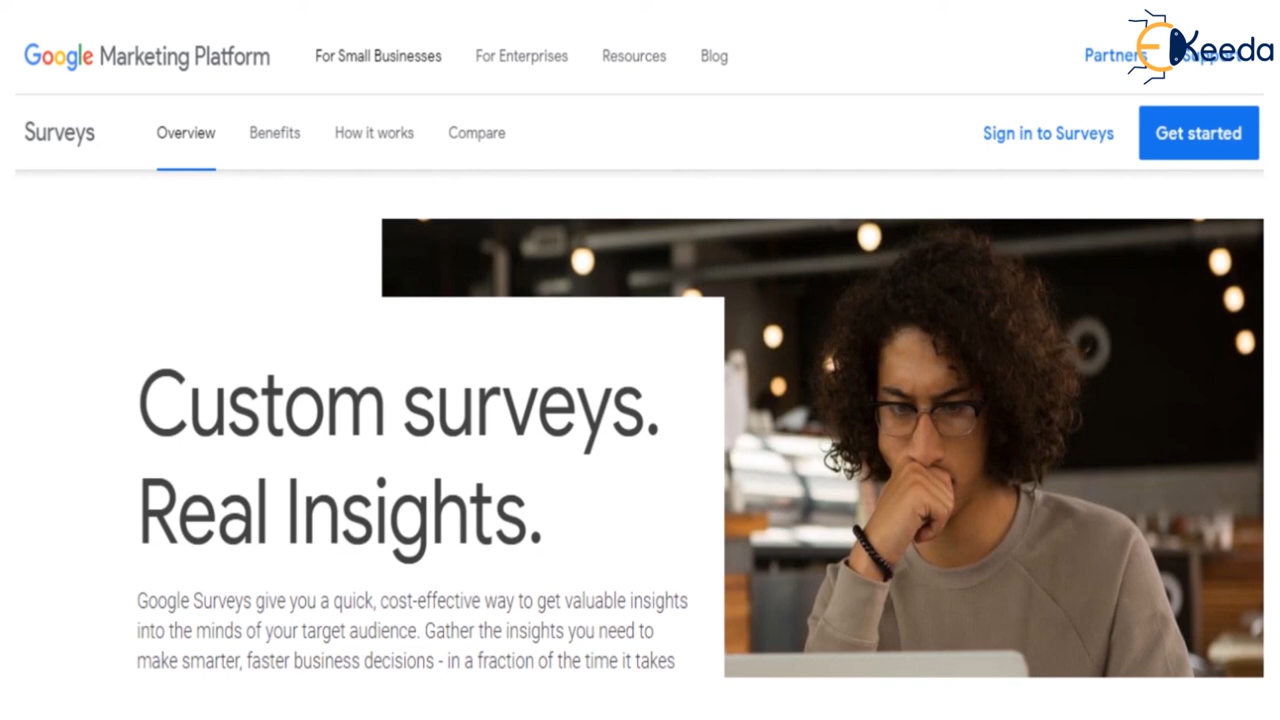 Google Marketing Platform For Small Businesses For Enterprises Resources Blog Partners Support
EKeeda
Surveys Overview Benefits How it works Compare Sign in to Surveys Get started
Custom surveys.
Real Insights.
Google Surveys give you a quick, cost-effective way to get valuable insights
into the minds of your target audience. Gather the insights you need to
make smarter, faster business decisions - in a fraction of the time it takes